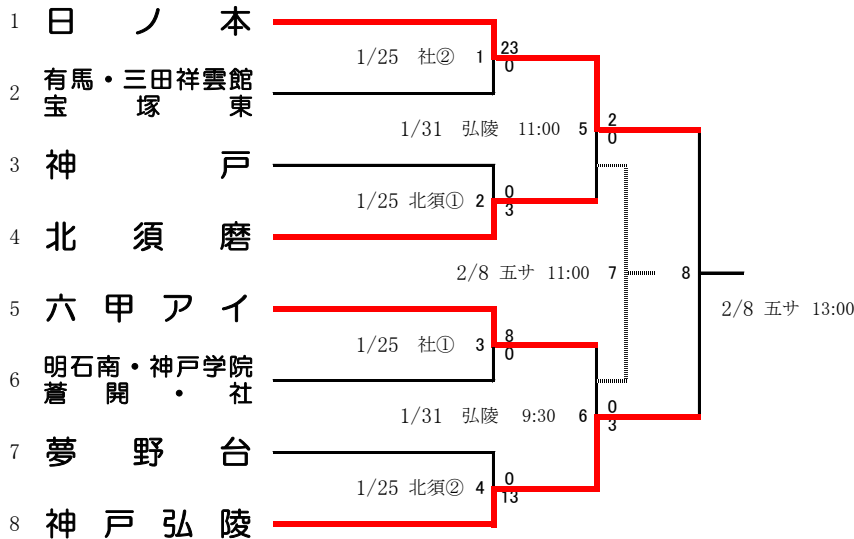 1 日ノ本
1/25 社② 1 23
0
2 有馬・三田祥雲館
宝塚東
1/31 弘陵 11:00 5 2
0
3 神戸
1/25 北須① 2 0
3
4 北須磨
2/8 五サ 11:00 7
8
2/8 五サ 13:00
5 六甲アイ
1/25 社① 3 8
0
6 明石南・神戸学院
蒼開・社
1/31 弘陵 9:30 6 0
3
7 夢野台
1/25 北須② 4 0
13
8 神戸弘陵